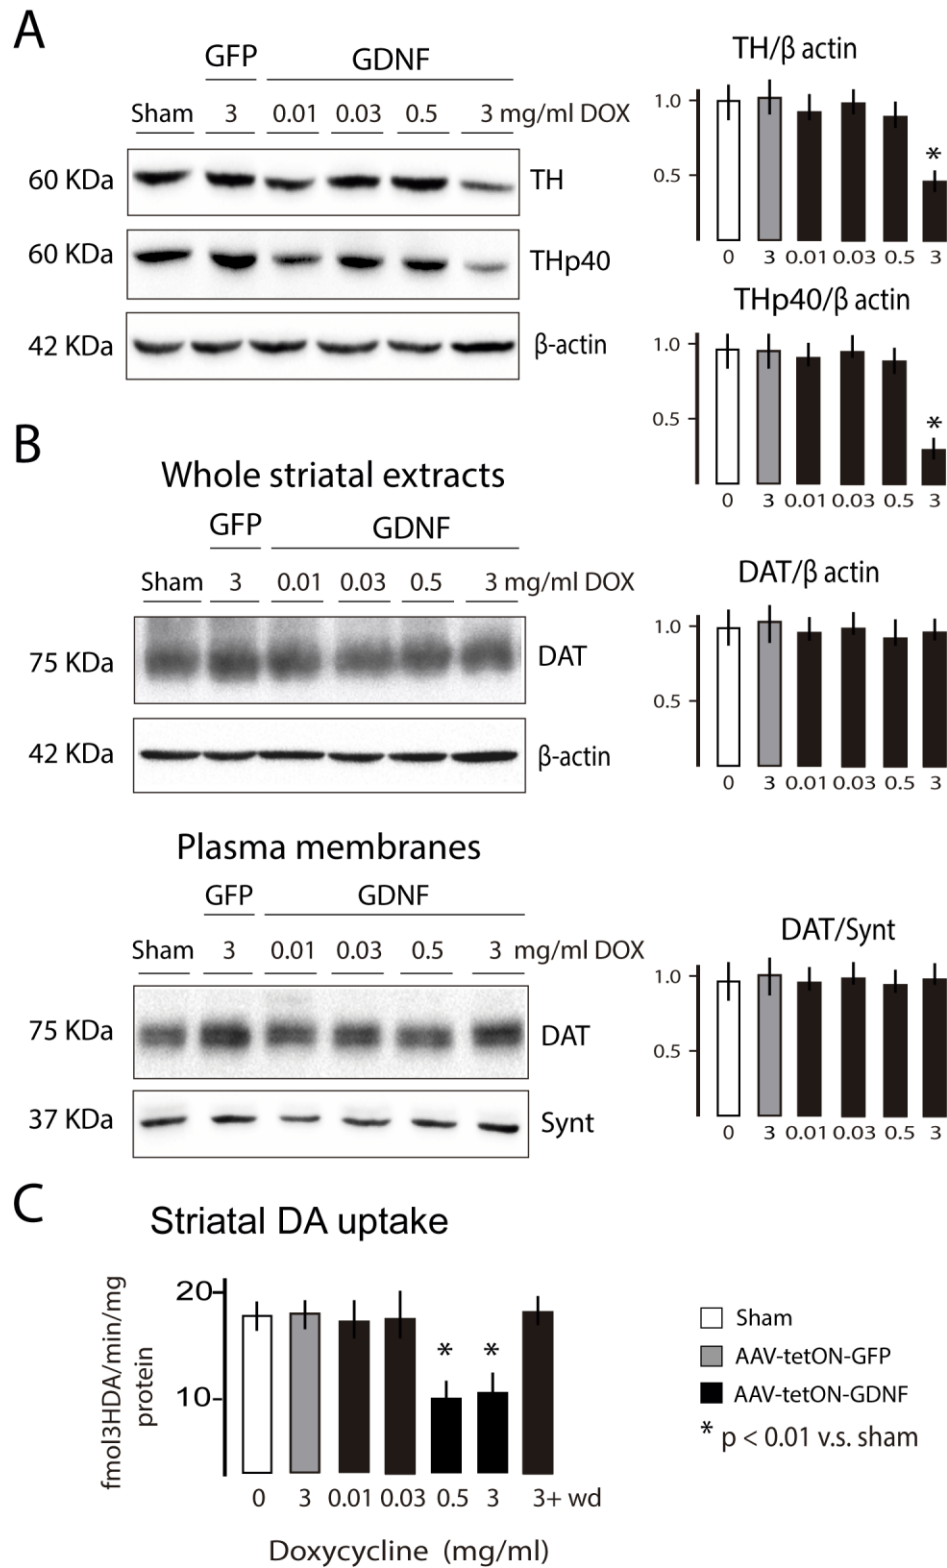 A
GFP GDNF
Sham 3 0.01 0.03 0.5 3 mg/ml DOX
60 KDa TH
60 KDa THp40
42 KDa β-actin
TH/β actin
1.0
0.5
*
0 3 0.01 0.03 0.5 3
THp40/β actin
1.0
0.5
*
0 3 0.01 0.03 0.5 3
B
Whole striatal extracts
GFP GDNF
Sham 3 0.01 0.03 0.5 3 mg/ml DOX
75 KDa DAT
42 KDa β-actin
DAT/β actin
1.0
0.5
0 3 0.01 0.03 0.5 3
Plasma membranes
GFP GDNF
Sham 3 0.01 0.03 0.5 3 mg/ml DOX
75 KDa DAT
37 KDa Synt
DAT/Synt
1.0
0.5
0 3 0.01 0.03 0.5 3
C
Striatal DA uptake
fmol3HDA/min/mg
protein
20
10
* *
0 3 0.01 0.03 0.5 3 3+ wd
Doxycycline (mg/ml)
Sham
AAV-tetON-GFP
AAV-tetON-GDNF
* p < 0.01 v.s. sham